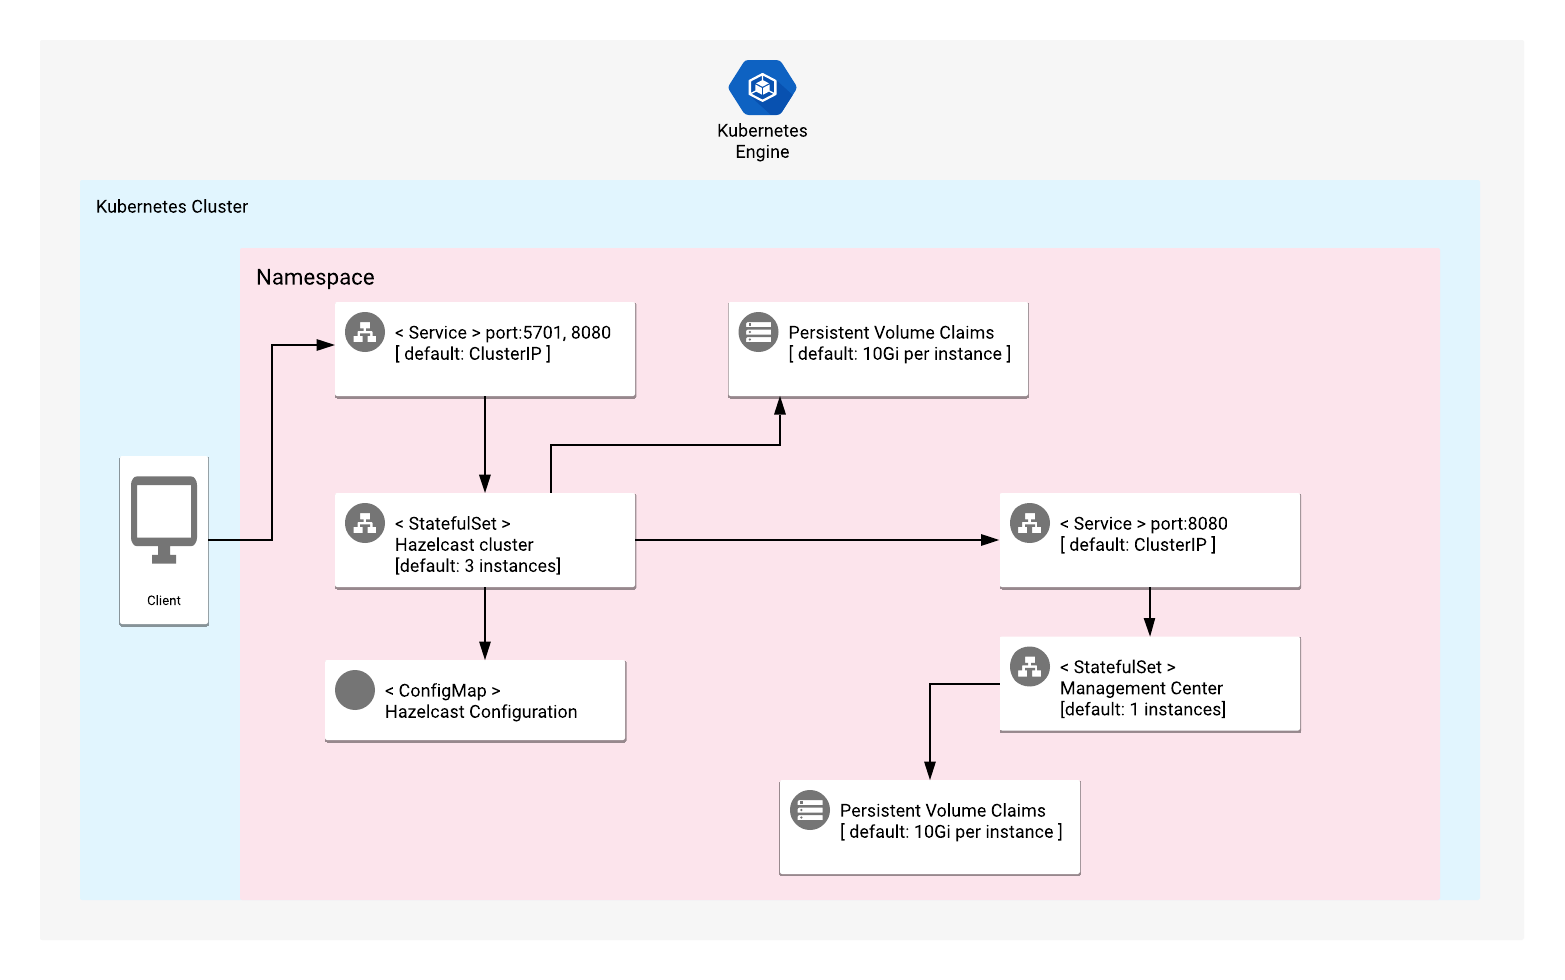 Kubernetes
Engine
Kubernetes Cluster
Namespace
< Service > port:5701, 8080
[ default: ClusterIP ]
Persistent Volume Claims
[ default: 10Gi per instance ]
Client
< StatefulSet >
Hazelcast cluster
[default: 3 instances]
< Service > port:8080
[ default: ClusterIP ]
< ConfigMap >
Hazelcast Configuration
< StatefulSet >
Management Center
[default: 1 instances]
Persistent Volume Claims
[ default: 10Gi per instance ]